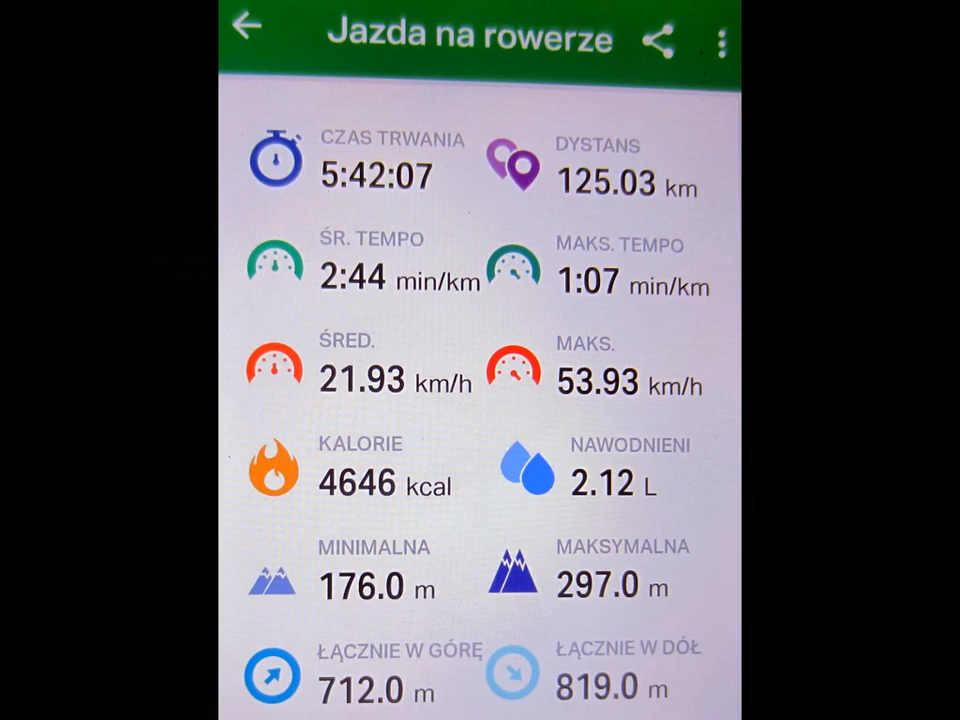 Jazda na rowerze
CZAS TRWANIA
5:42:07
DYSTANS
125.03 km
ŚR. TEMPO
2:44 min/km
MAKS. TEMPO
1:07 min/km
ŚRED.
21.93 km/h
MAKS.
53.93 km/h
KALORIE
4646 kcal
NAWODNIENI
2.12 L
MINIMALNA
176.0 m
MAKSYMALNA
297.0 m
ŁĄCZNIE W GÓRĘ
712.0 m
ŁĄCZNIE W DÓŁ
819.0 m